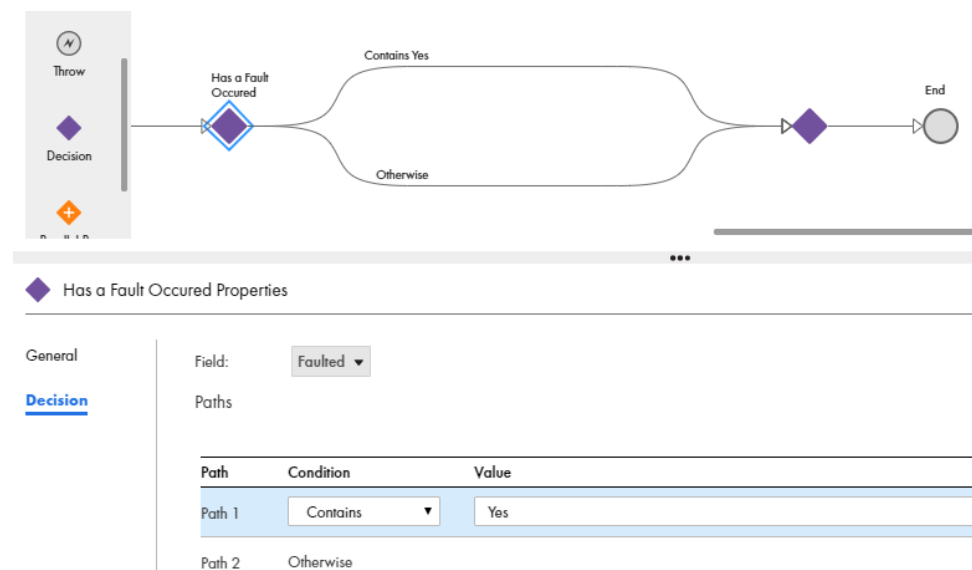 Throw
Decision
Has a Fault
Occured
Contains Yes
Otherwise
End
Has a Fault Occured Properties
General
Decision
Field:
Faulted
Paths
Path Condition Value
Path 1 Contains Yes
Path 2 Otherwise